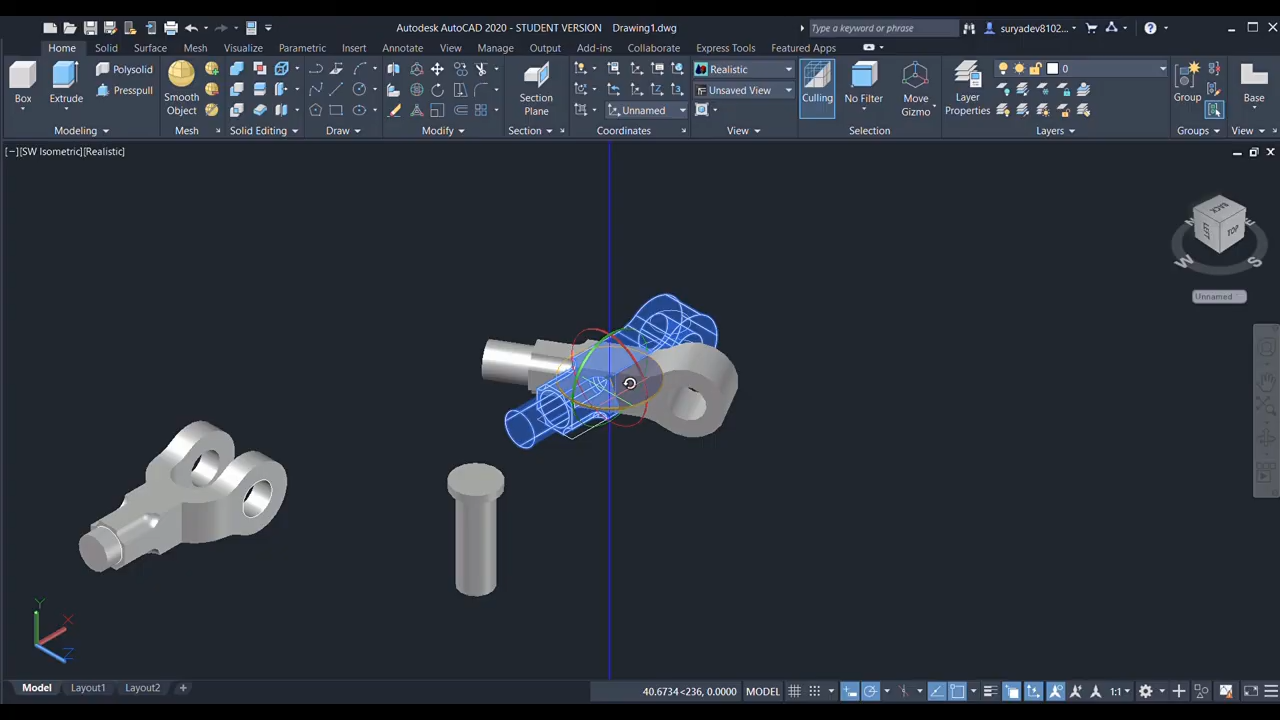 Autodesk AutoCAD 2020 - STUDENT VERSION Drawing1.dwg
Type a keyword or phrase
suryadev8102...
Home Solid Surface Mesh Visualize Parametric Insert Annotate View Manage Output Add-ins Collaborate Express Tools Featured Apps
Polysolid
Presspull
Box
Extrude
Smooth
Object
Section
Plane
Unnamed
Realistic
Unsaved View
Culling
No Filter
Move
Gizmo
Layer
Properties
0
Group
Base
Modeling
Mesh
Solid Editing
Draw
Modify
Section
Coordinates
View
Selection
Layers
Groups
View
[−][SW Isometric][Realistic]
BACK
LEFT
TOP
N
E
W
S
Unnamed
Y
X
Z
Model Layout1 Layout2
40.6734<236, 0.0000 MODEL 1:1